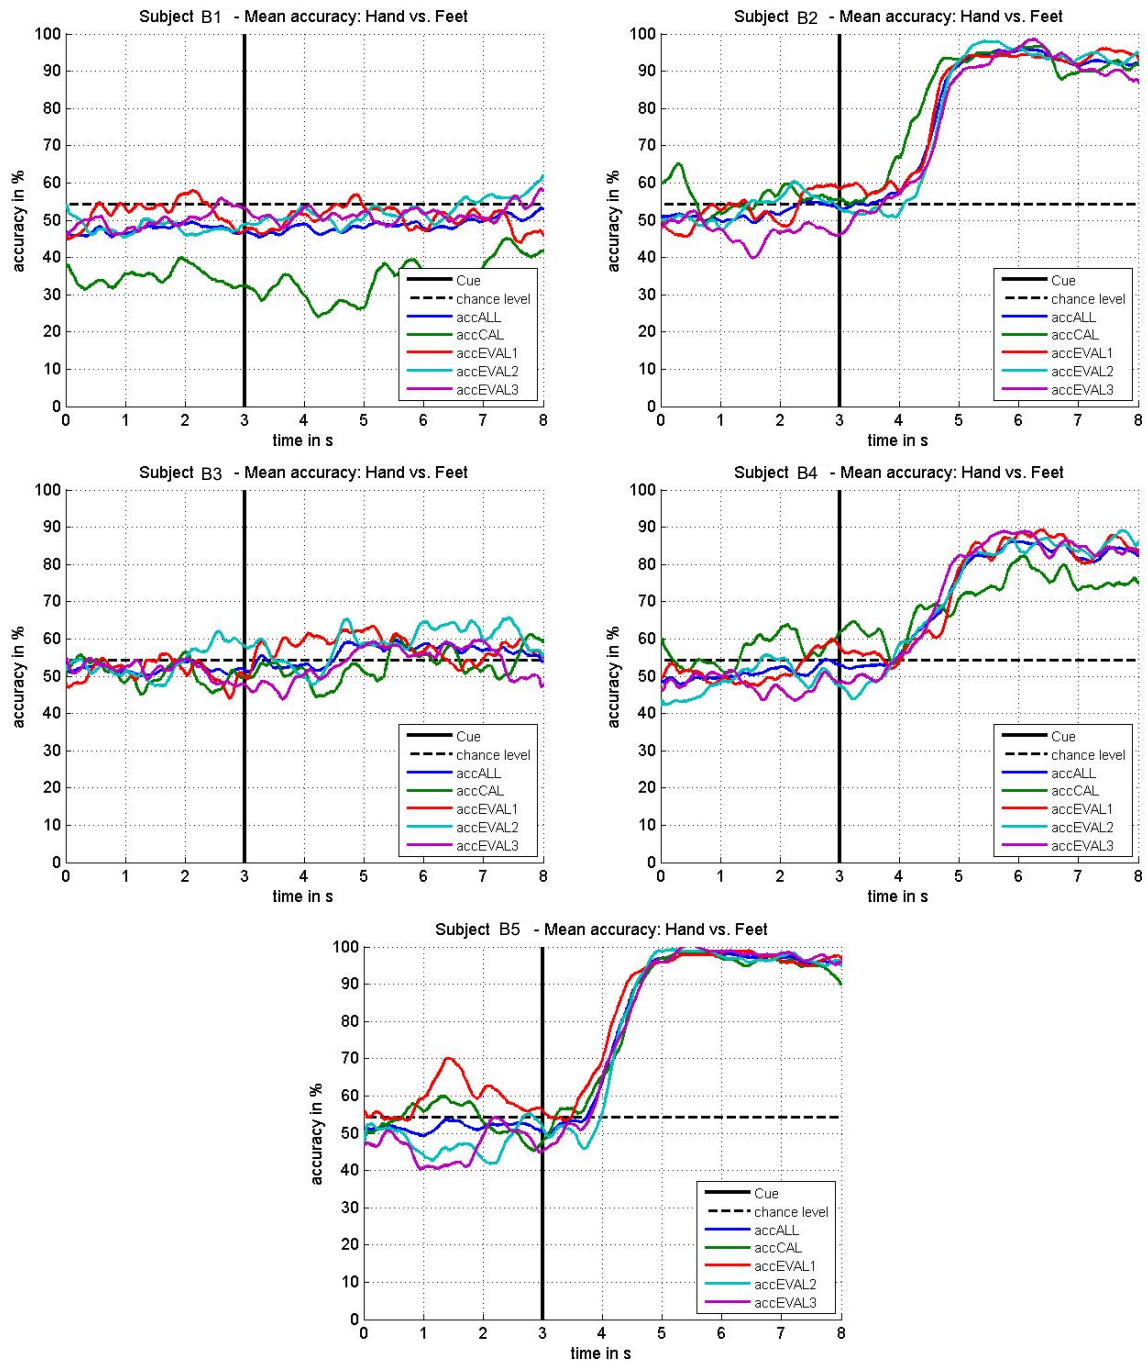 Subject B1 - Mean accuracy: Hand vs. Feet
100
90
80
70
60
50
40
30
20
10
0
accuracy in %
Cue
chance level
accALL
accCAL
accEVAL1
accEVAL2
accEVAL3
0 1 2 3 4 5 6 7 8
time in s
Subject B2 - Mean accuracy: Hand vs. Feet
100
90
80
70
60
50
40
30
20
10
0
accuracy in %
Cue
chance level
accALL
accCAL
accEVAL1
accEVAL2
accEVAL3
0 1 2 3 4 5 6 7 8
time in s
Subject B3 - Mean accuracy: Hand vs. Feet
100
90
80
70
60
50
40
30
20
10
0
accuracy in %
Cue
chance level
accALL
accCAL
accEVAL1
accEVAL2
accEVAL3
0 1 2 3 4 5 6 7 8
time in s
Subject B4 - Mean accuracy: Hand vs. Feet
100
90
80
70
60
50
40
30
20
10
0
accuracy in %
Cue
chance level
accALL
accCAL
accEVAL1
accEVAL2
accEVAL3
0 1 2 3 4 5 6 7 8
time in s
Subject B5 - Mean accuracy: Hand vs. Feet
100
90
80
70
60
50
40
30
20
10
0
accuracy in %
Cue
chance level
accALL
accCAL
accEVAL1
accEVAL2
accEVAL3
0 1 2 3 4 5 6 7 8
time in s